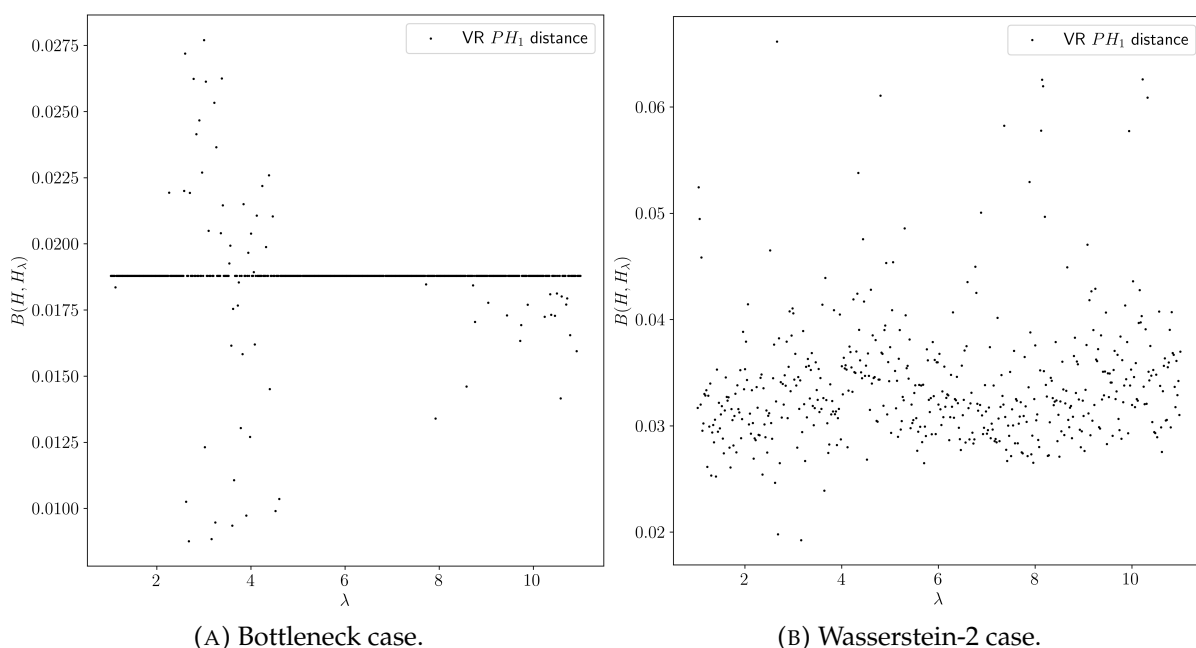 VR PH₁ distance
0.0275
0.0250
0.0225
0.0200
0.0175
0.0150
0.0125
0.0100
B(H, Hλ)
2 4 6 8 10
λ
(A) Bottleneck case.
VR PH₁ distance
0.06
0.05
0.04
0.03
0.02
B(H, Hλ)
2 4 6 8 10
λ
(B) Wasserstein-2 case.